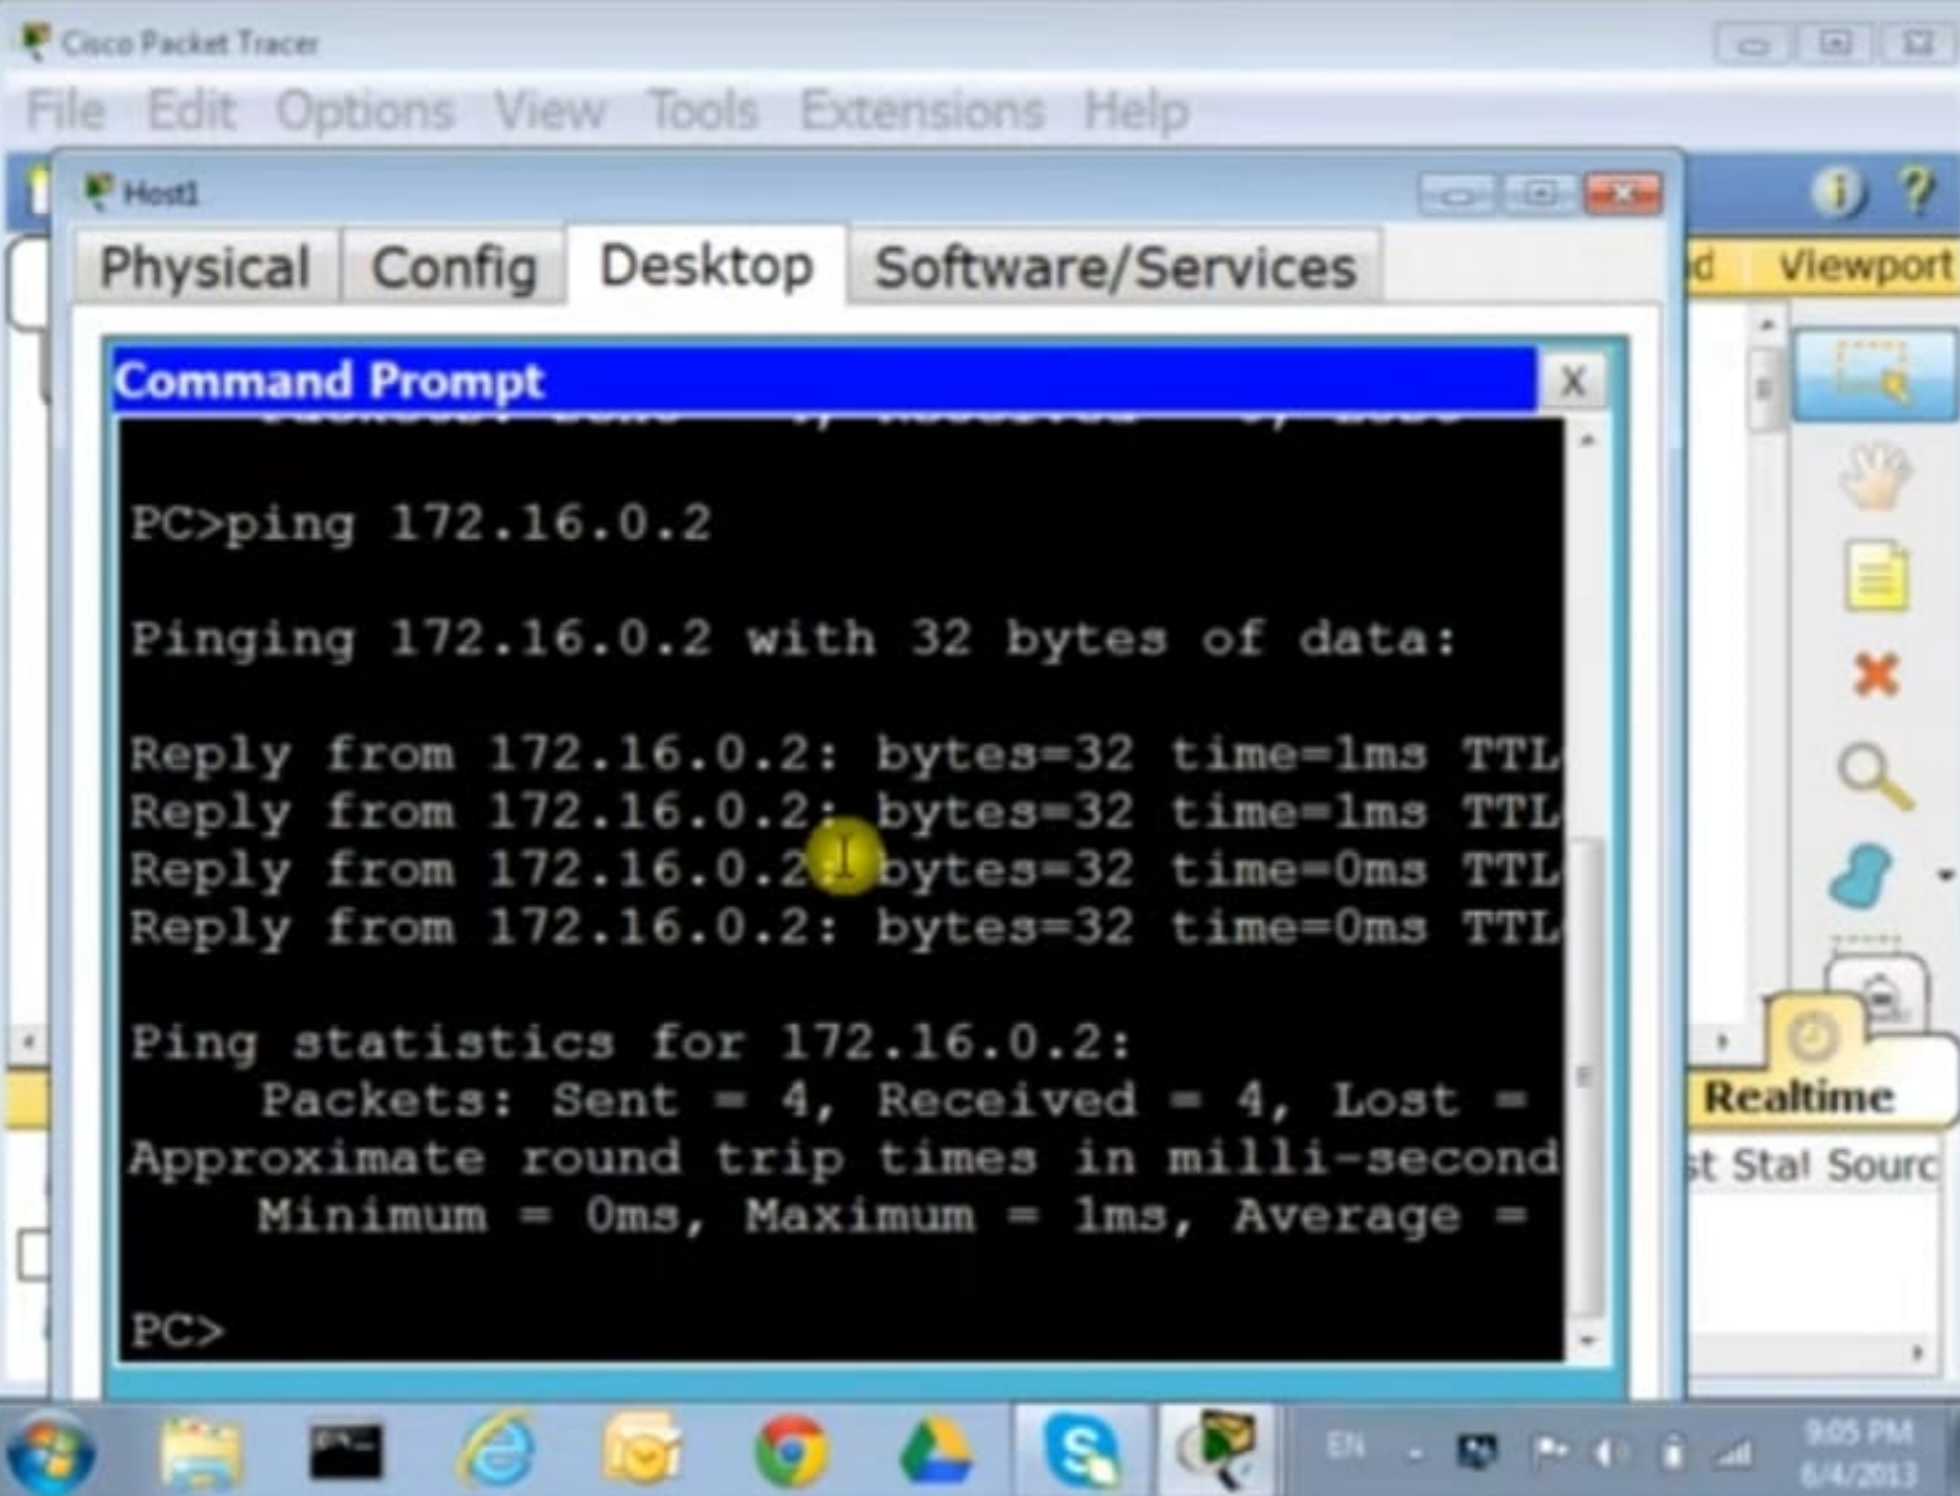 Cisco Packet Tracer
File Edit Options View Tools Extensions Help
Host1
Physical Config Desktop Software/Services
Viewport
Command Prompt
X
PC>ping 172.16.0.2
Pinging 172.16.0.2 with 32 bytes of data:
Reply from 172.16.0.2: bytes=32 time=1ms TTL
Reply from 172.16.0.2: bytes=32 time=1ms TTL
Reply from 172.16.0.2: bytes=32 time=0ms TTL
Reply from 172.16.0.2: bytes=32 time=0ms TTL
Ping statistics for 172.16.0.2:
Packets: Sent = 4, Received = 4, Lost =
Approximate round trip times in milli-second
Minimum = 0ms, Maximum = 1ms, Average =
PC>
Realtime
st Stat Sourc
EN
9:05 PM
6/4/2013